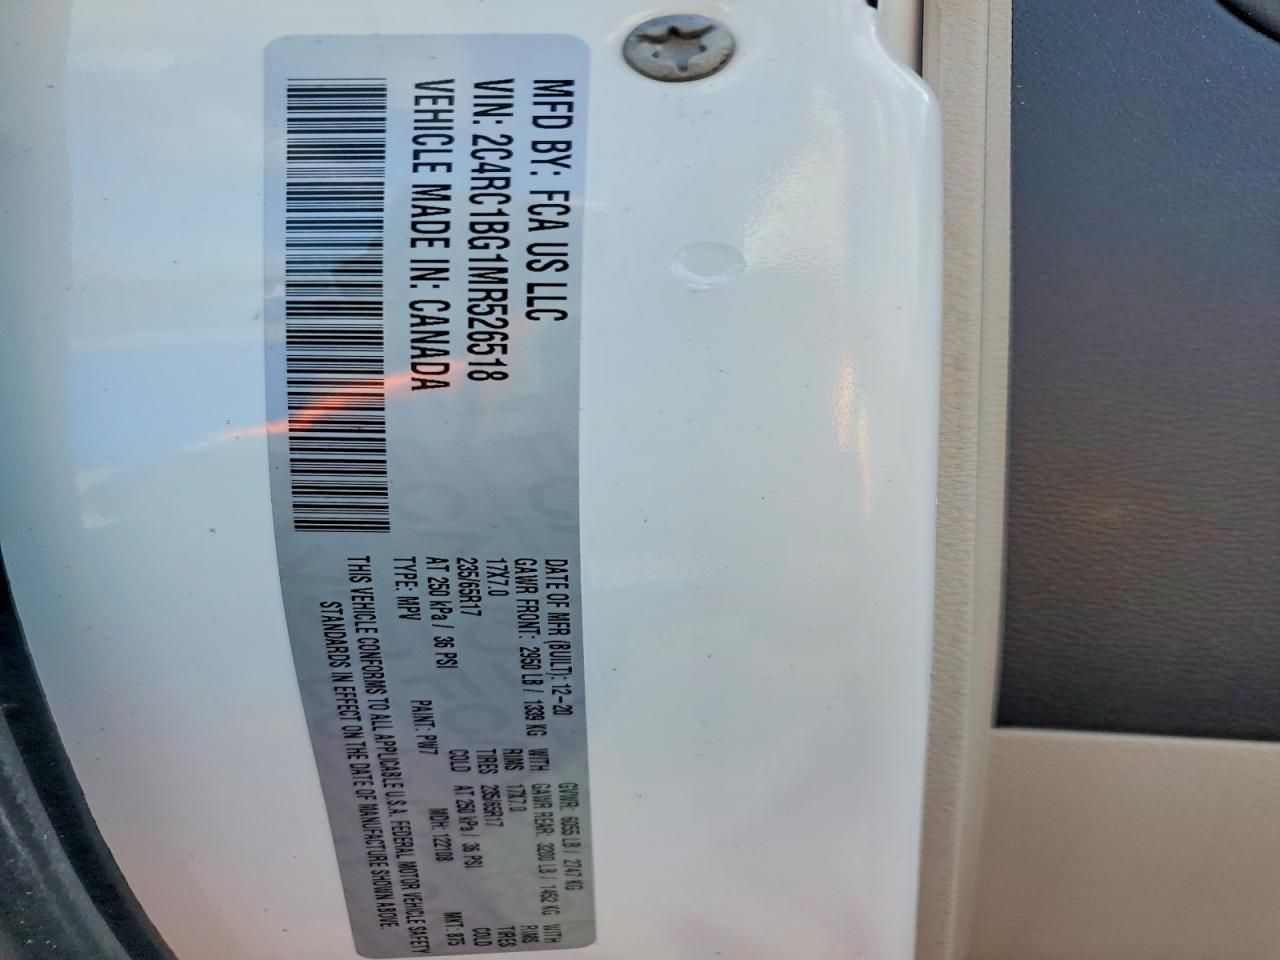 MFD BY: FCA US LLC
VIN: 2C4RC1BG1MR526518
VEHICLE MADE IN: CANADA
DATE OF MFR (BUILT): 12-20 GVWR: 6055 LB / 2747 KG
GAWR FRONT: 2950 LB / 1339 KG WITH GAWR REAR: 3200 LB / 1452 KG WITH
17X7.0 RIMS 17X7.0 RIMS
235/65R17 TIRES 235/65R17 TIRES
AT 250 kPa / 36 PSI COLD AT 250 kPa / 36 PSI COLD
TYPE: MPV PAINT: PW7 MDH: 122108 MKT: 875
THIS VEHICLE CONFORMS TO ALL APPLICABLE U.S.A. FEDERAL MOTOR VEHICLE SAFETY
STANDARDS IN EFFECT ON THE DATE OF MANUFACTURE SHOWN ABOVE.